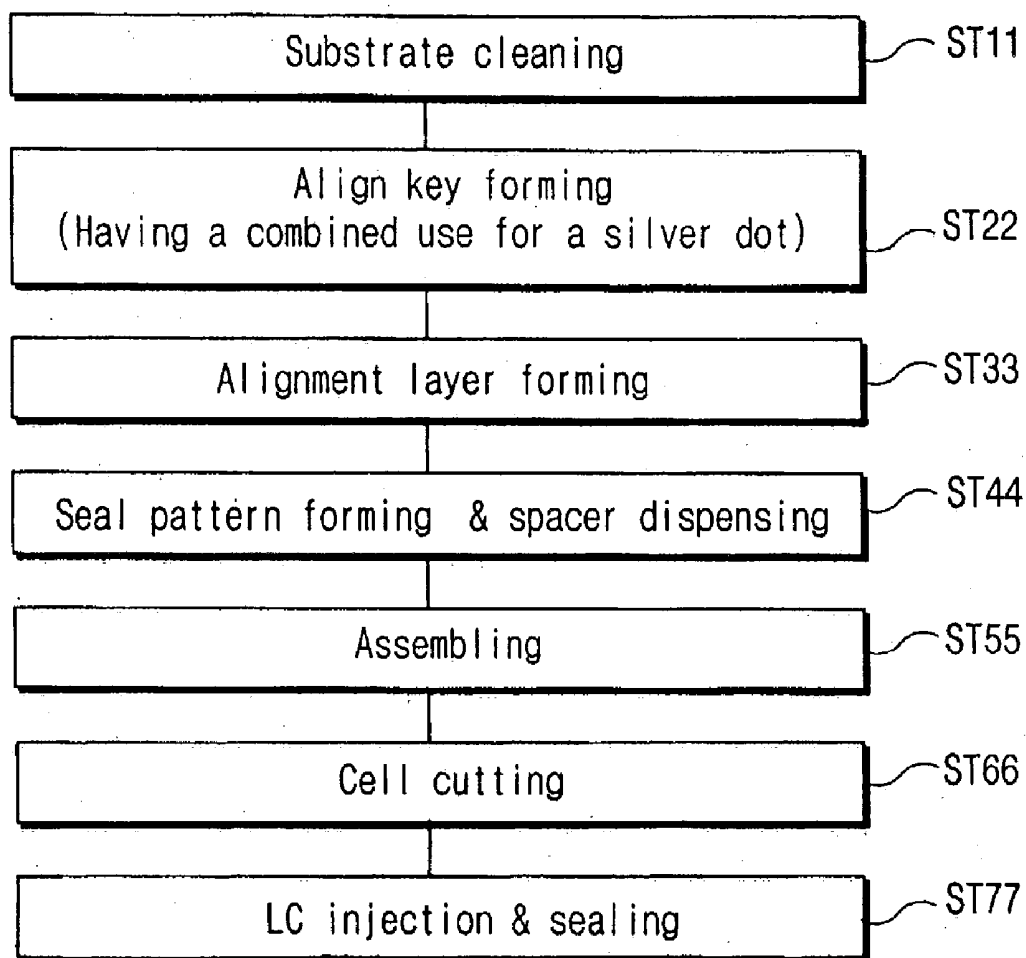 Substrate cleaning
ST11
Align key forming
(Having a combined use for a silver dot)
ST22
Alignment layer forming
ST33
Seal pattern forming & spacer dispensing
ST44
Assembling
ST55
Cell cutting
ST66
LC injection & sealing
ST77